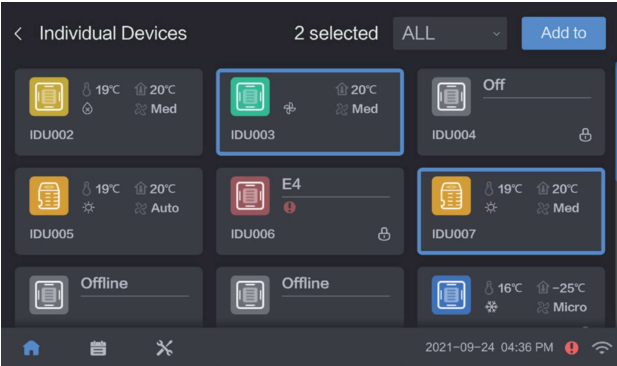 Individual Devices
2 selected
ALL
Add to
19℃ 20℃
Med
IDU002
20℃
Med
IDU003
Off
IDU004
19℃ 20℃
Auto
IDU005
E4
IDU006
19℃ 20℃
Med
IDU007
Offline
Offline
16℃ -25℃
Micro
2021-09-24 04:36 PM